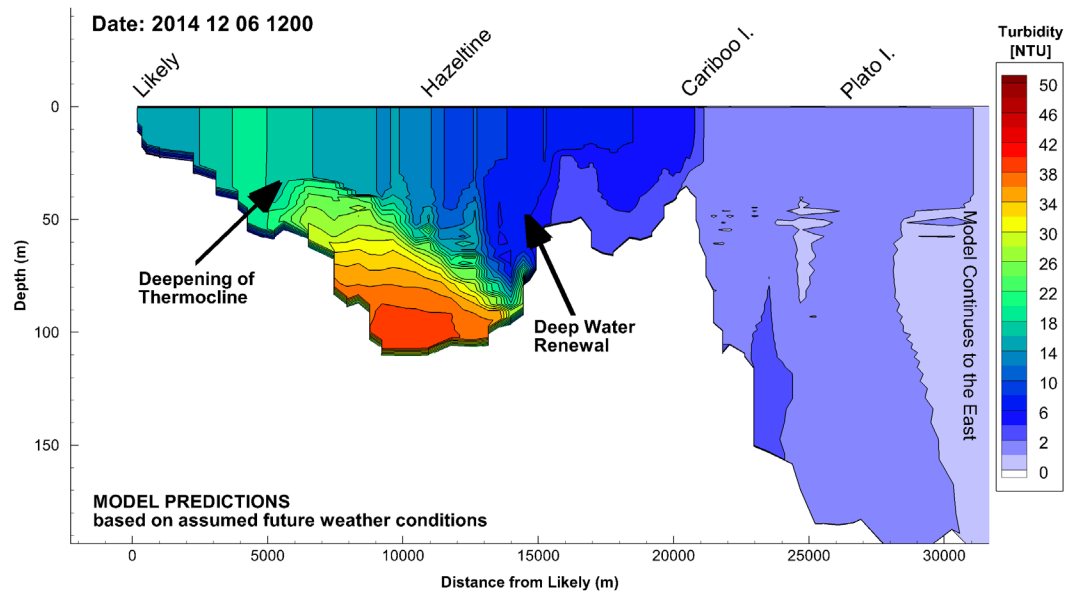 Date: 2014 12 06 1200
Likely
Hazeltine
Cariboo I.
Plato I.
Turbidity
[NTU]
50
46
42
38
34
30
26
22
18
14
10
6
2
0
0
50
100
150
Depth (m)
Deepening of
Thermocline
Deep Water
Renewal
Model Continues to the East
MODEL PREDICTIONS
based on assumed future weather conditions
0
5000
10000
15000
20000
25000
30000
Distance from Likely (m)